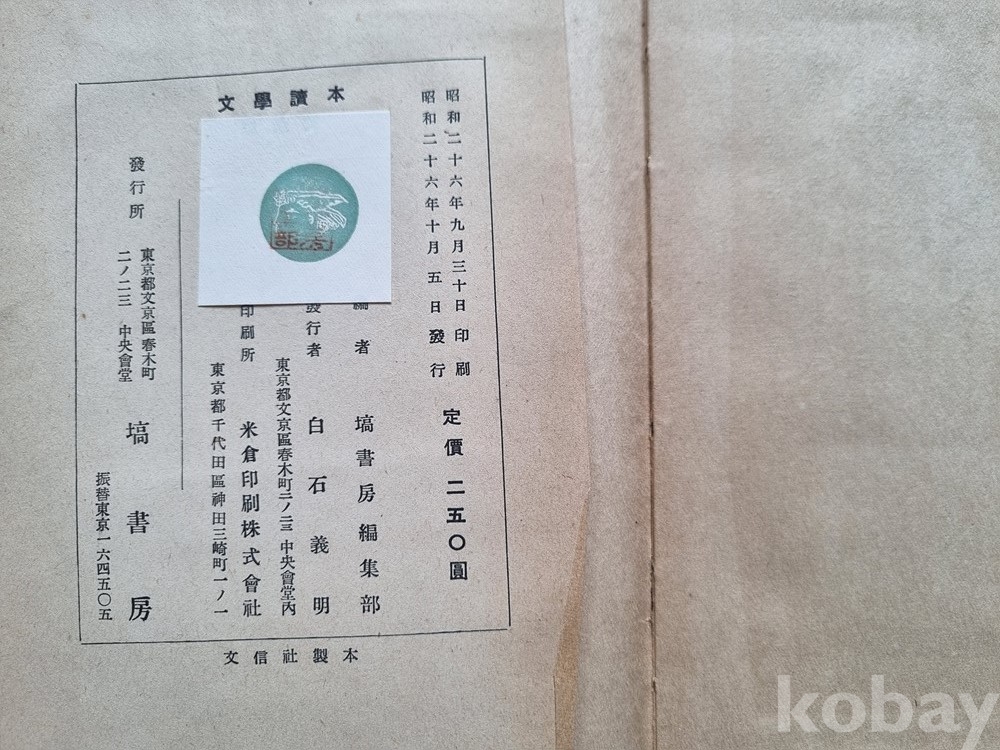 文學讀本
昭和二十六年九月三十日印刷
昭和二十六年十月五日發行
定價二五〇圓
編者 塙書房編集部
發行者 白石義明
東京都文京區春木町二ノ二三 中央會堂內
印刷所 米倉印刷株式會社
東京都千代田區神田三崎町一ノ一
發行所 塙書房
東京都文京區春木町
二ノ二三 中央會堂
振替東京一六四五〇五
文信社製本
部
kobay